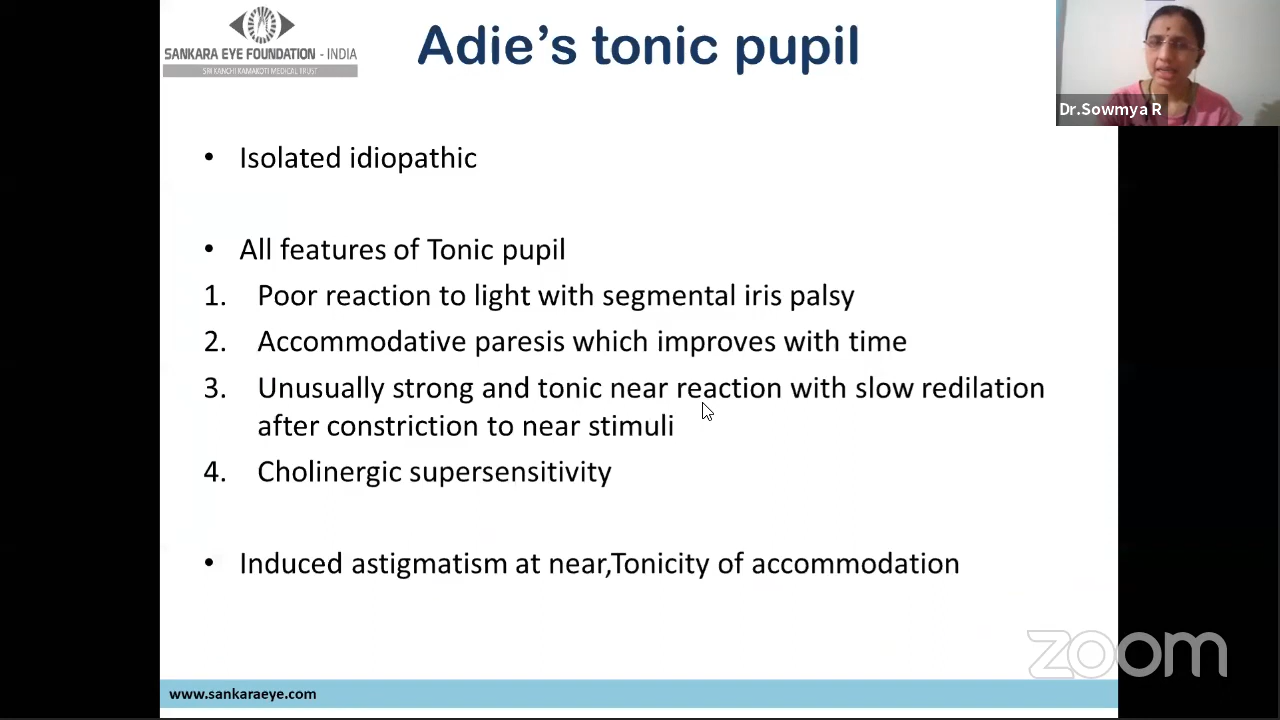 SANKARA EYE FOUNDATION - INDIA
SRI KANCHI KAMAKOTI MEDICAL TRUST
Adie's tonic pupil
Dr.Sowmya R
• Isolated idiopathic
• All features of Tonic pupil
1. Poor reaction to light with segmental iris palsy
2. Accommodative paresis which improves with time
3. Unusually strong and tonic near reaction with slow redilation
after constriction to near stimuli
4. Cholinergic supersensitivity
• Induced astigmatism at near,Tonicity of accommodation
zoom
www.sankaraeye.com